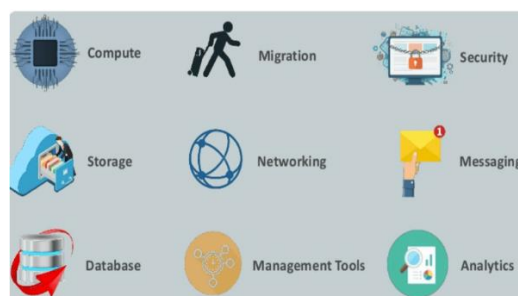 Compute
Migration
Security
Storage
Networking
1
Messaging
Database
Management Tools
Analytics